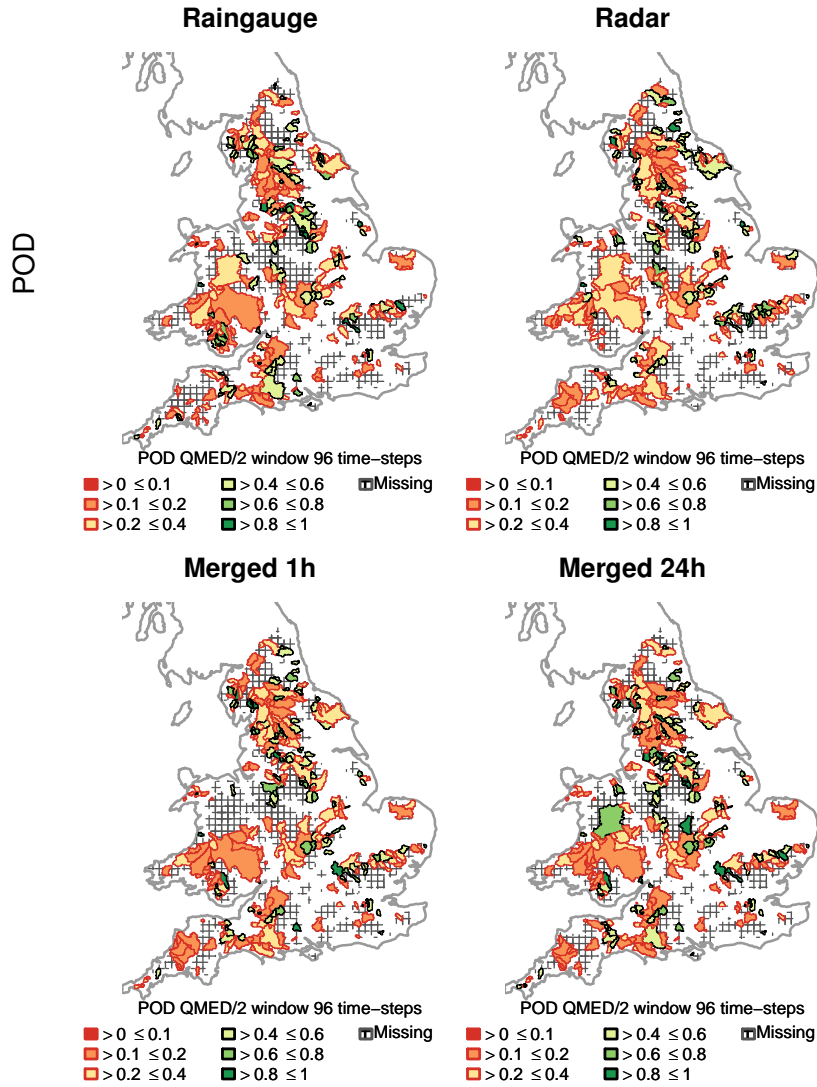 Raingauge
Radar
POD
POD QMED/2 window 96 time−steps
> 0 ≤ 0.1
> 0.4 ≤ 0.6
Missing
> 0.1 ≤ 0.2
> 0.6 ≤ 0.8
> 0.2 ≤ 0.4
> 0.8 ≤ 1
POD QMED/2 window 96 time−steps
> 0 ≤ 0.1
> 0.4 ≤ 0.6
Missing
> 0.1 ≤ 0.2
> 0.6 ≤ 0.8
> 0.2 ≤ 0.4
> 0.8 ≤ 1
Merged 1h
Merged 24h
POD QMED/2 window 96 time−steps
> 0 ≤ 0.1
> 0.4 ≤ 0.6
Missing
> 0.1 ≤ 0.2
> 0.6 ≤ 0.8
> 0.2 ≤ 0.4
> 0.8 ≤ 1
POD QMED/2 window 96 time−steps
> 0 ≤ 0.1
> 0.4 ≤ 0.6
Missing
> 0.1 ≤ 0.2
> 0.6 ≤ 0.8
> 0.2 ≤ 0.4
> 0.8 ≤ 1